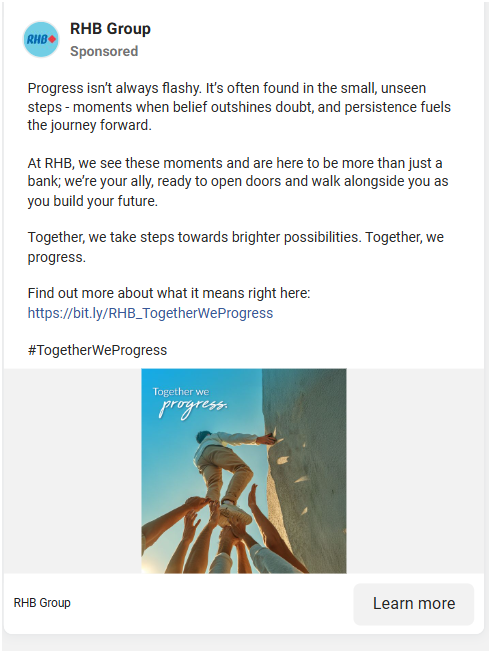 RHB
RHB Group
Sponsored
Progress isn’t always flashy. It’s often found in the small, unseen
steps - moments when belief outshines doubt, and persistence fuels
the journey forward.
At RHB, we see these moments and are here to be more than just a
bank; we’re your ally, ready to open doors and walk alongside you as
you build your future.
Together, we take steps towards brighter possibilities. Together, we
progress.
Find out more about what it means right here:
https://bit.ly/RHB_TogetherWeProgress
#TogetherWeProgress
Together we
progress.
RHB Group
Learn more